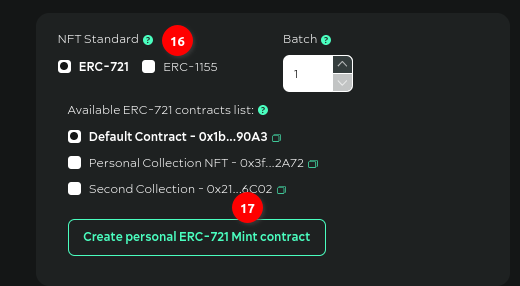 NFT Standard ? 16 Batch ?
ERC-721 ERC-1155 1
Available ERC-721 contracts list: ?
Default Contract - 0x1b...90A3
Personal Collection NFT - 0x3f...2A72
Second Collection - 0x21...6C02
17
Create personal ERC-721 Mint contract